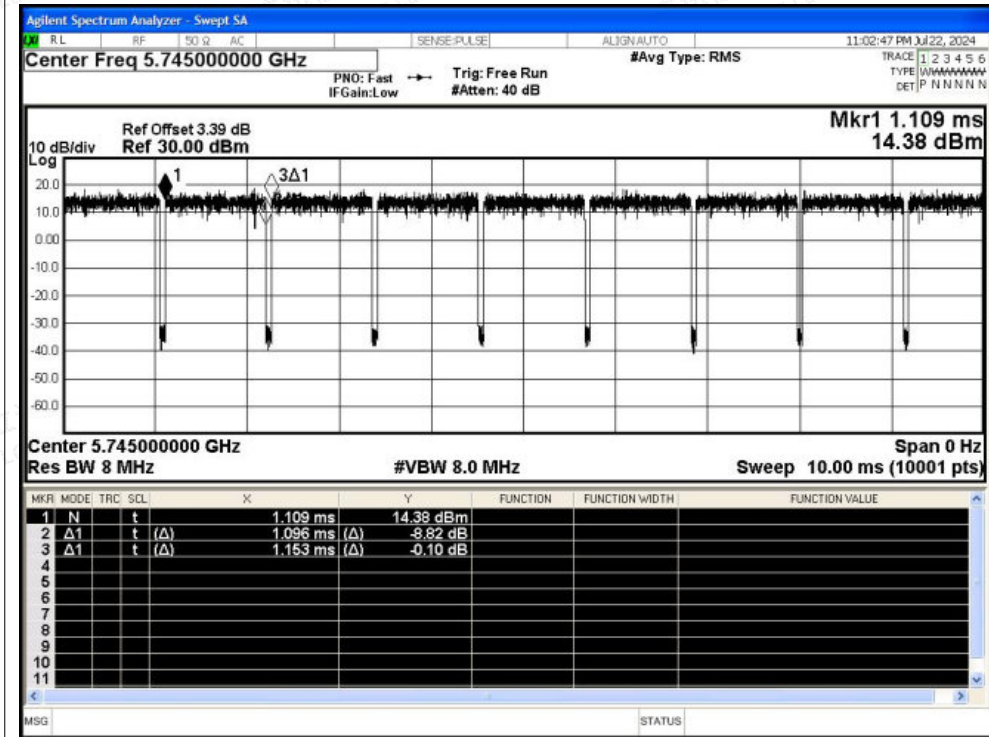 Agilent Spectrum Analyzer - Swept SA
LXI RL RF 50 Ω AC SENSE:PULSE ALIGNAUTO 11:02:47 PM Jul 22, 2024
Center Freq 5.745000000 GHz #Avg Type: RMS TRACE 1 2 3 4 5 6
PNO: Fast Trig: Free Run TYPE WWWWWW
IFGain:Low #Atten: 40 dB DET P N N N N N
Mkr1 1.109 ms
Ref Offset 3.39 dB
10 dB/div Ref 30.00 dBm 14.38 dBm
Log
1 3Δ1
20.0
10.0
0.00
-10.0
-20.0
-30.0
-40.0
-50.0
-60.0
Center 5.745000000 GHz Span 0 Hz
Res BW 8 MHz #VBW 8.0 MHz Sweep 10.00 ms (10001 pts)
MKR MODE TRC SCL X Y FUNCTION FUNCTION WIDTH FUNCTION VALUE
1 N t 1.109 ms 14.38 dBm
2 Δ1 t (Δ) 1.096 ms (Δ) -8.82 dB
3 Δ1 t (Δ) 1.153 ms (Δ) -0.10 dB
4
5
6
7
8
9
10
11
MSG STATUS